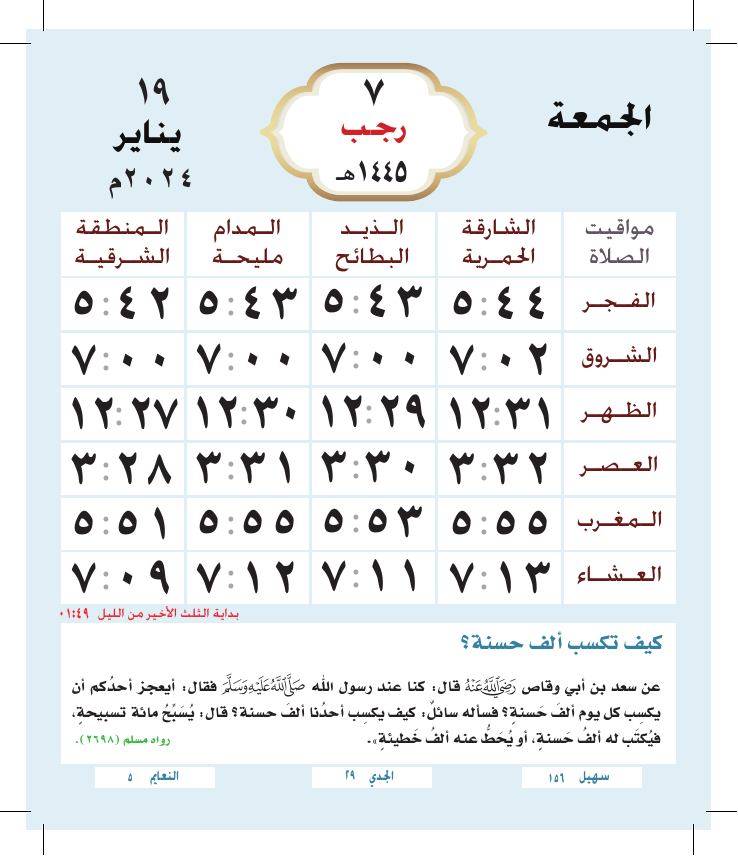 الجمعة
٧
رجب
١٤٤٥هـ
١٩
يناير
٢٠٢٤م
مواقيت الصلاة | الشارقة الحمرية | الذيد البطائح | المدام مليحة | المنطقة الشرقية
الفجر ٥:٤٤ ٥:٤٣ ٥:٤٣ ٥:٤٢
الشروق ٧:٠٢ ٧:٠٠ ٧:٠٠ ٧:٠٠
الظهر ١٢:٣١ ١٢:٢٩ ١٢:٣٠ ١٢:٢٧
العصر ٣:٣٢ ٣:٣٠ ٣:٣١ ٣:٢٨
المغرب ٥:٥٥ ٥:٥٣ ٥:٥٥ ٥:٥١
العشاء ٧:١٣ ٧:١١ ٧:١٢ ٧:٠٩
بداية الثلث الأخير من الليل ٠١:٤٩
كيف تكسب ألف حسنة؟
عن سعد بن أبي وقاص رَضِيَ اللَّهُ عَنْهُ قال: كنا عند رسول الله صَلَّى اللَّهُ عَلَيْهِ وَسَلَّمَ فقال: أيعجز أحدُكم أن
يكسب كل يوم ألفَ حَسنة؟ فسأله سائلٌ: كيف يكسِب أحدُنا ألفَ حسنة؟ قال: يُسَبِّحُ مائة تسبيحة،
فيُكتَب له ألفُ حَسنة، أو يُحَطُّ عنه ألفُ خَطيئة». رواه مسلم (٢٦٩٨).
سهيل ١٥٦
الجدي ٢٩
النعايم ٥